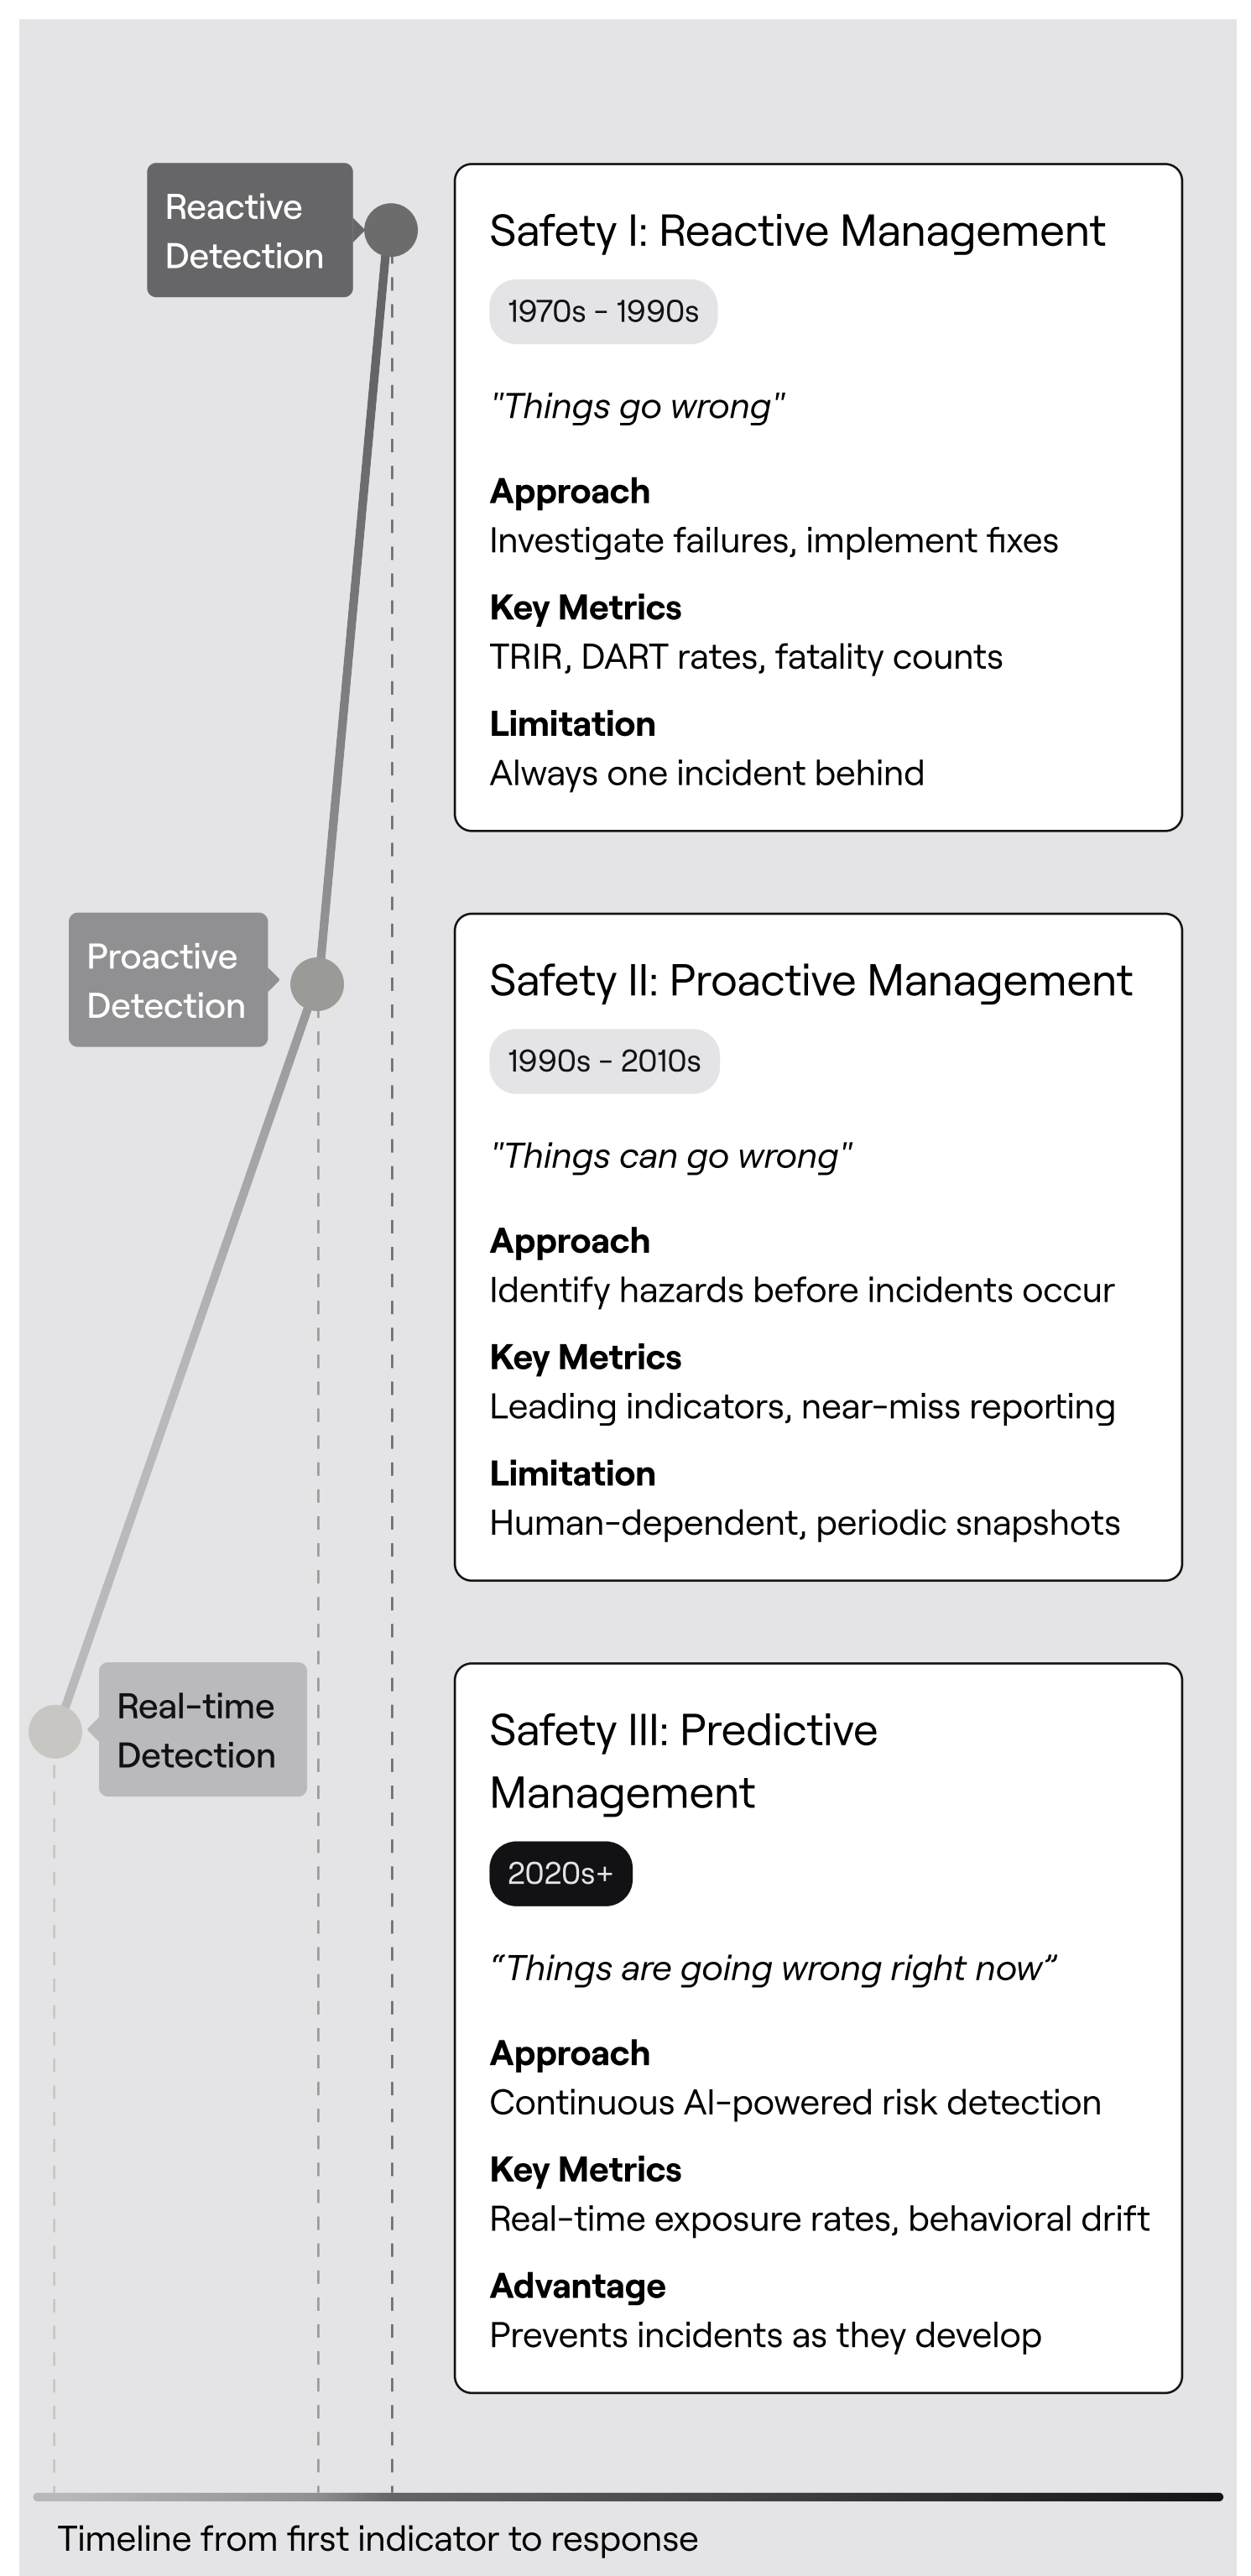 Reactive
Detection
Safety I: Reactive Management
1970s - 1990s
"Things go wrong"
Approach
Investigate failures, implement fixes
Key Metrics
TRIR, DART rates, fatality counts
Limitation
Always one incident behind
Proactive
Detection
Safety II: Proactive Management
1990s - 2010s
"Things can go wrong"
Approach
Identify hazards before incidents occur
Key Metrics
Leading indicators, near-miss reporting
Limitation
Human-dependent, periodic snapshots
Real-time
Detection
Safety III: Predictive
Management
2020s+
“Things are going wrong right now”
Approach
Continuous AI-powered risk detection
Key Metrics
Real-time exposure rates, behavioral drift
Advantage
Prevents incidents as they develop
Timeline from first indicator to response